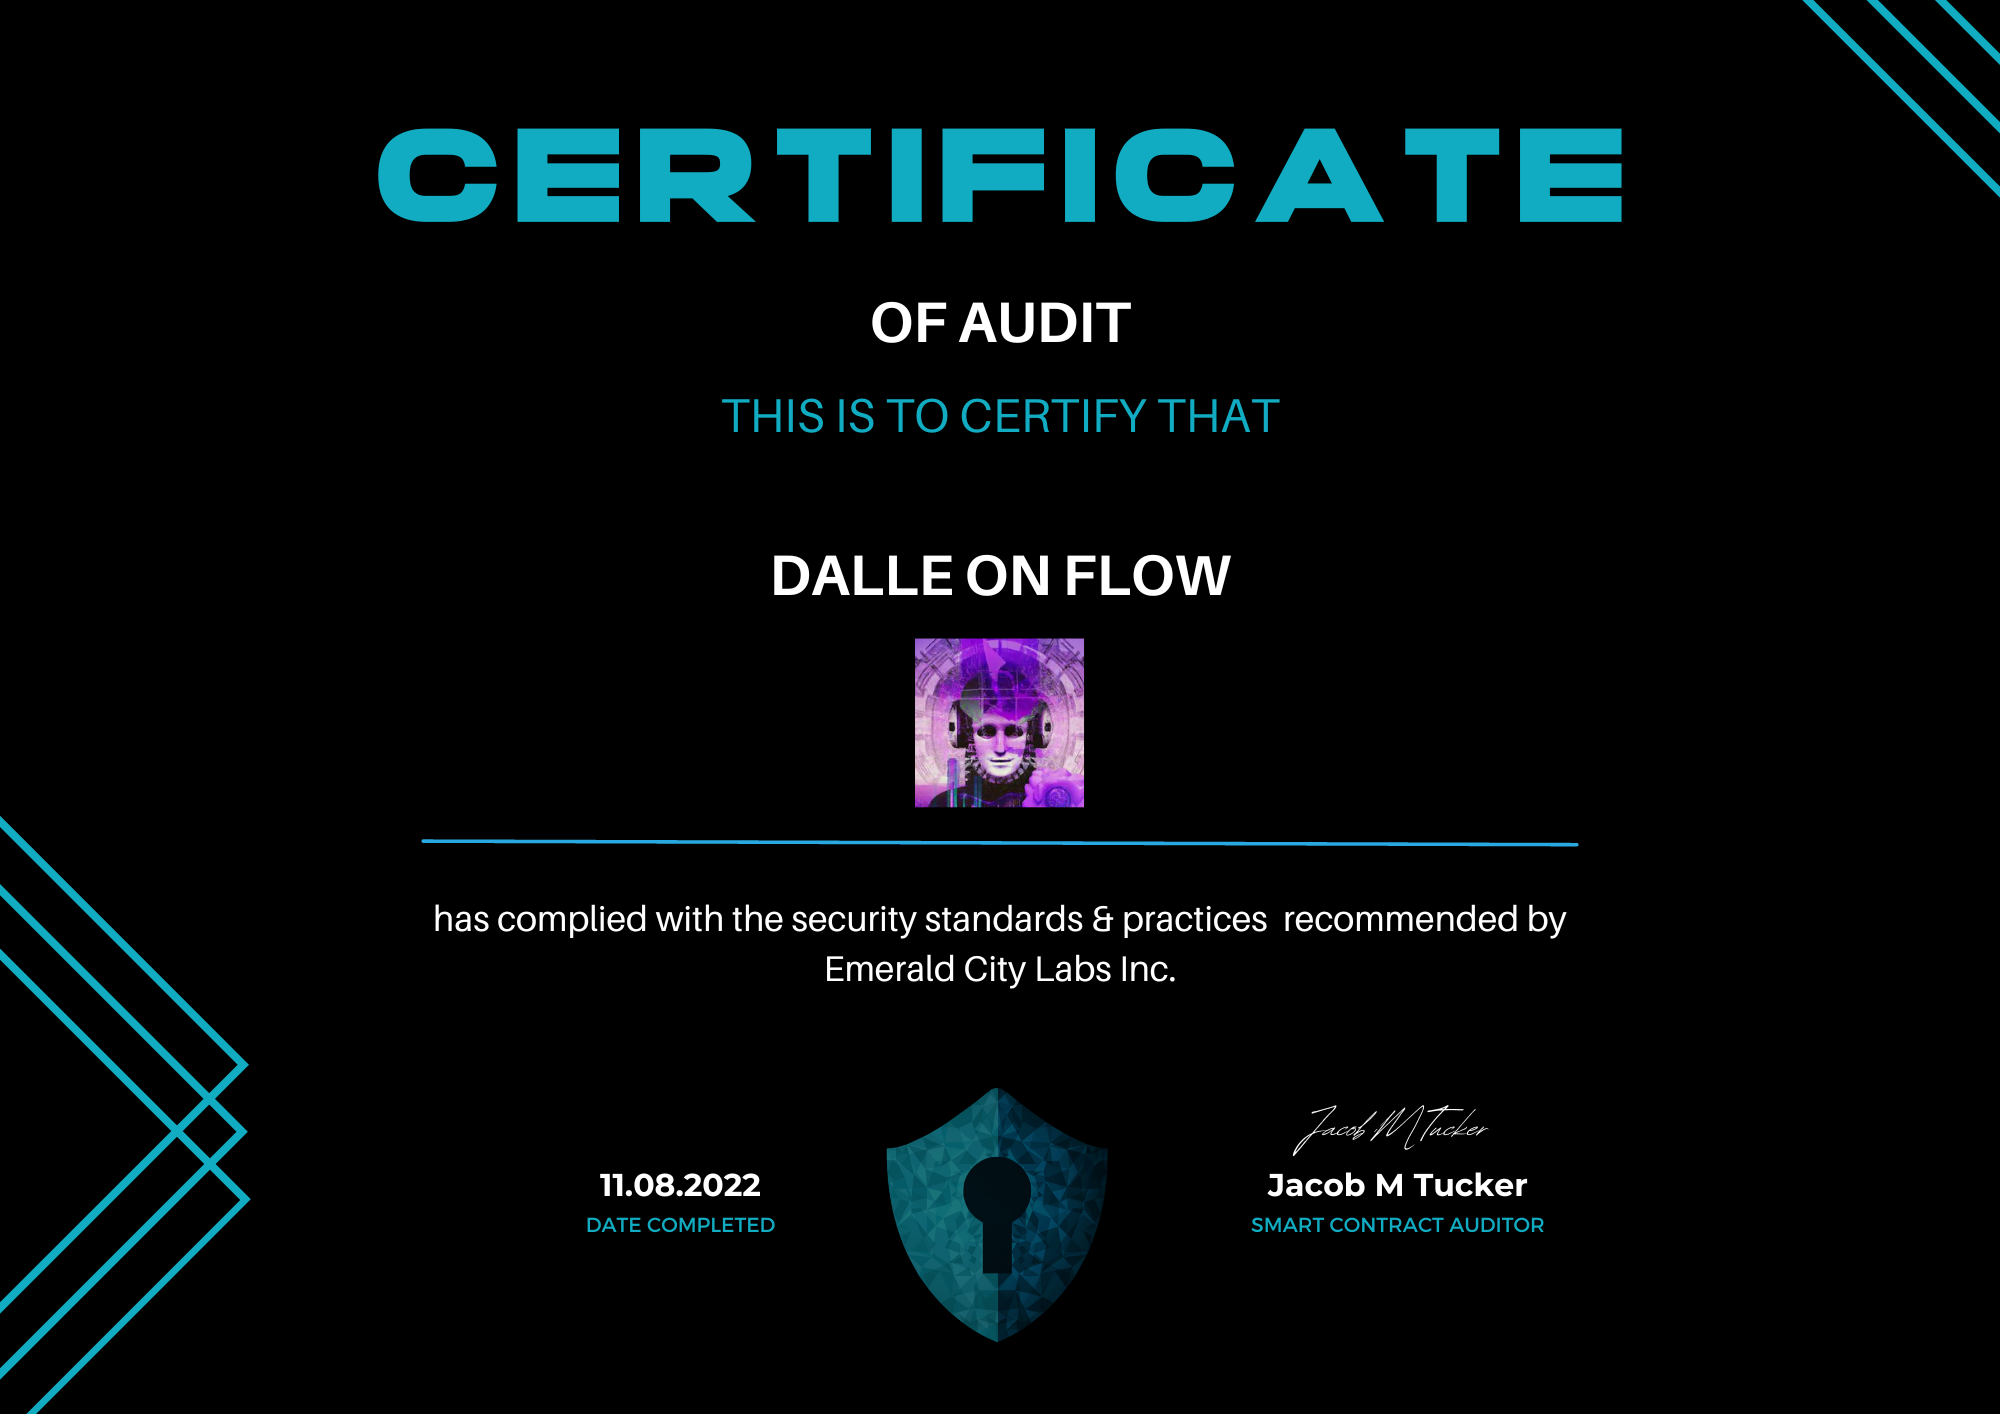 CERTIFICATE
OF AUDIT
THIS IS TO CERTIFY THAT
DALLE ON FLOW
has complied with the security standards & practices  recommended by
Emerald City Labs Inc.
Jacob M Tucker
11.08.2022
Jacob M Tucker
DATE COMPLETED
SMART CONTRACT AUDITOR